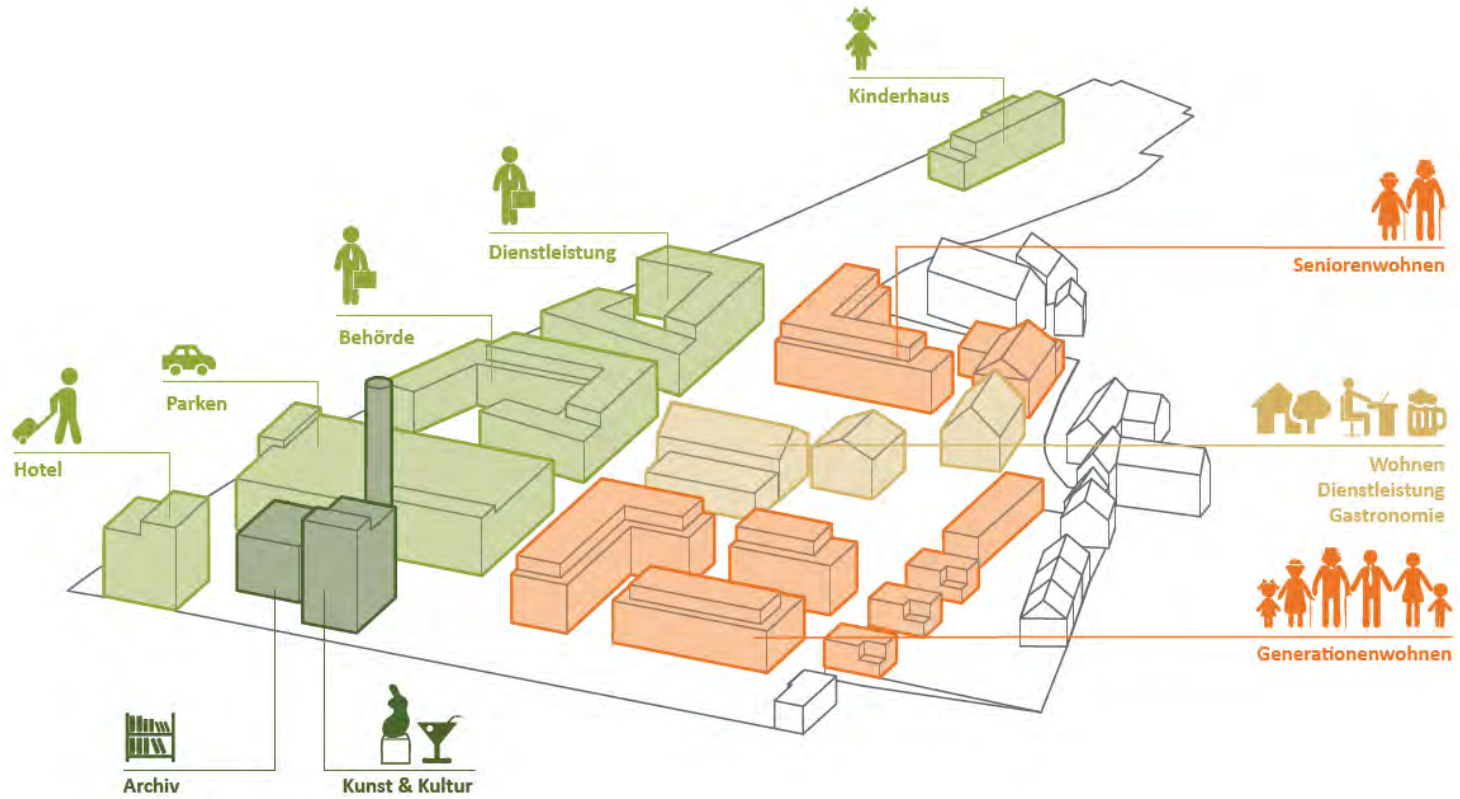 Kinderhaus
Dienstleistung
Seniorenwohnen
Behörde
Parken
Hotel
Wohnen
Dienstleistung
Gastronomie
Generationenwohnen
Archiv
Kunst & Kultur